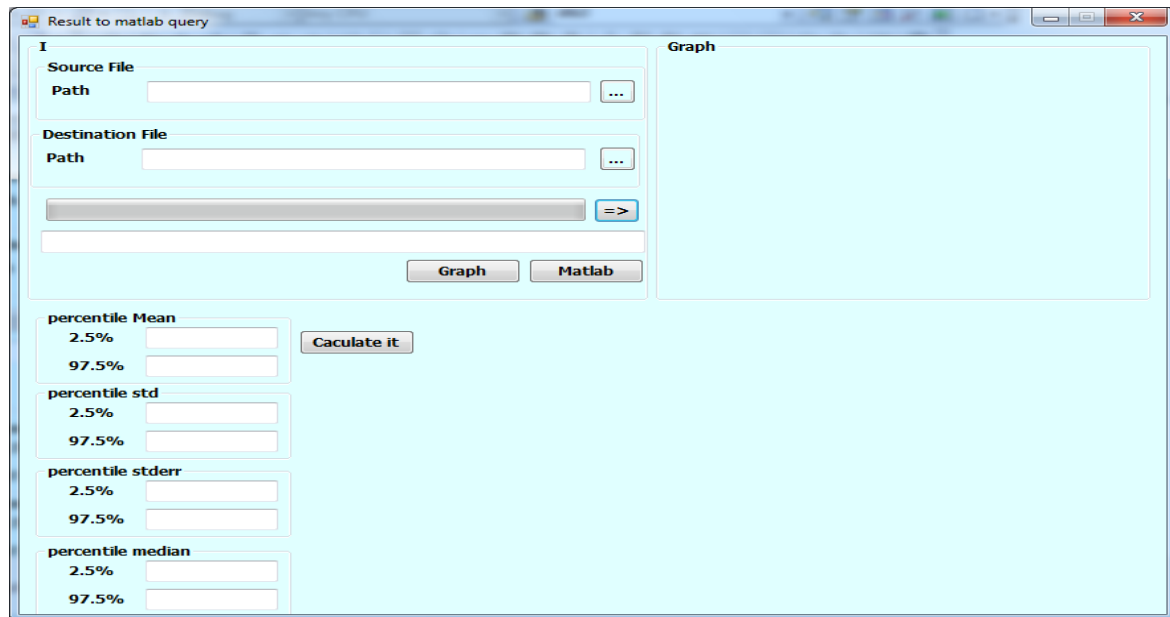 Result to matlab query
I
Source File
Path
...
Destination File
Path
...
=>
Graph
Matlab
Graph
percentile Mean
2.5%
97.5%
Caculate it
percentile std
2.5%
97.5%
percentile stderr
2.5%
97.5%
percentile median
2.5%
97.5%